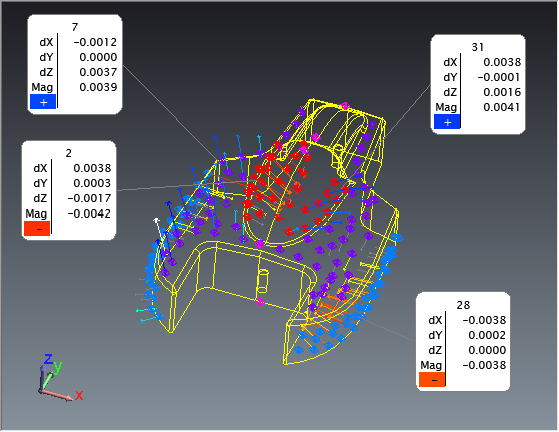 7
dX -0.0012
dY 0.0000
dZ 0.0037
Mag 0.0039
+
31
dX 0.0038
dY -0.0001
dZ 0.0016
Mag 0.0041
+
2
dX 0.0038
dY 0.0003
dZ -0.0017
Mag -0.0042
-
28
dX -0.0038
dY 0.0002
dZ 0.0000
Mag -0.0038
-
Z
y
x